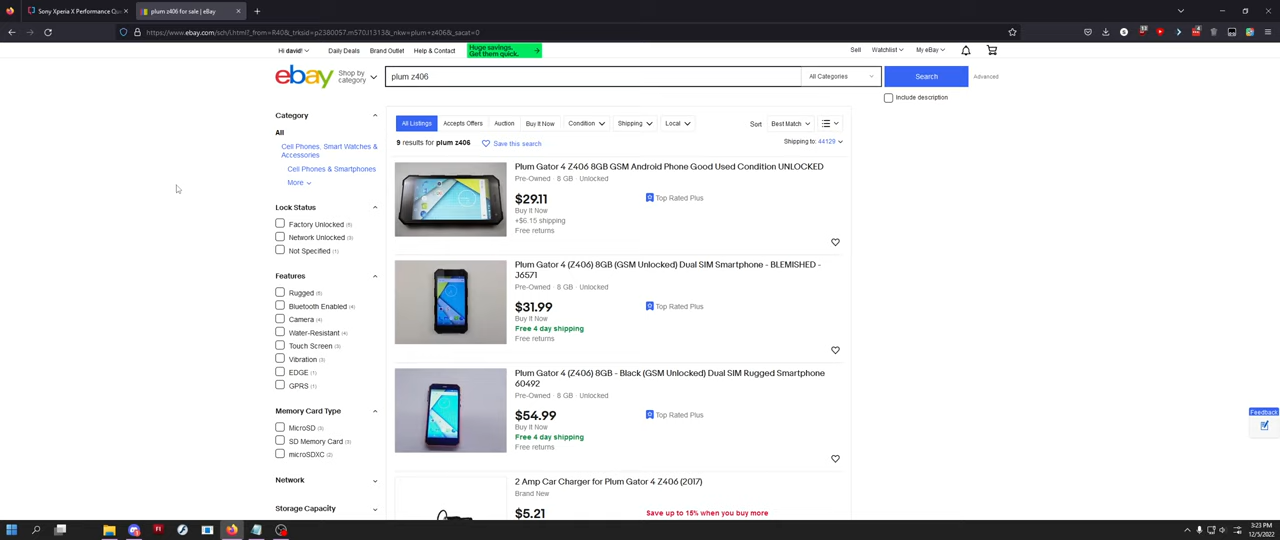 Sony Xperia X Performance Qu
plum z406 for sale | eBay
https://www.ebay.com/sch/i.html?_from=R40&_trksid=p2380057.m570.l1313&_nkw=plum+z406&_sacat=0
Hi david!
Daily Deals Brand Outlet Help & Contact
Huge savings.
Get them quick.
Sell Watchlist My eBay
ebay
Shop by
category
plum z406
All Categories
Search
Advanced
Include description
Category
All
Cell Phones, Smart Watches &
Accessories
Cell Phones & Smartphones
More
Lock Status
Factory Unlocked
Network Unlocked
Not Specified (1)
Features
Rugged
Bluetooth Enabled (4)
Camera (4)
Water-Resistant (4)
Touch Screen (3)
Vibration (3)
EDGE (1)
GPRS (1)
Memory Card Type
MicroSD (3)
SD Memory Card (3)
microSDXC (2)
Network
Storage Capacity
All Listings Accepts Offers Auction Buy It Now Condition Shipping Local
Sort Best Match
9 results for plum z406 Save this search
Shipping to: 44129
Plum Gator 4 Z406 8GB GSM Android Phone Good Used Condition UNLOCKED
Pre-Owned · 8 GB · Unlocked
$29.11
Top Rated Plus
Buy It Now
+$6.15 shipping
Free returns
Plum Gator 4 (Z406) 8GB (GSM Unlocked) Dual SIM Smartphone - BLEMISHED -
J6571
Pre-Owned · 8 GB · Unlocked
$31.99
Top Rated Plus
Buy It Now
Free 4 day shipping
Free returns
Plum Gator 4 (Z406) 8GB - Black (GSM Unlocked) Dual SIM Rugged Smartphone
60492
Pre-Owned · 8 GB · Unlocked
$54.99
Top Rated Plus
Buy It Now
Free 4 day shipping
Free returns
2 Amp Car Charger for Plum Gator 4 Z406 (2017)
Brand New
$5.21
Save up to 15% when you buy more
Feedback
3:23 PM
12/5/2022